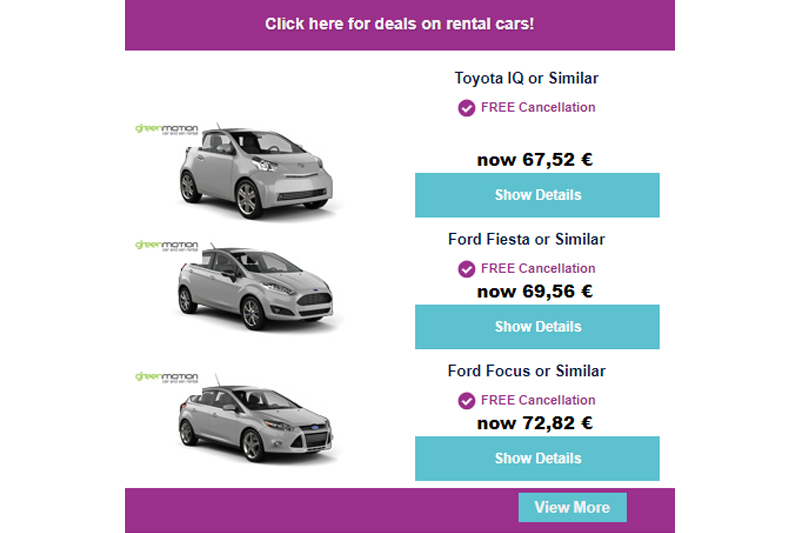 Click here for deals on rental cars!
Toyota IQ or Similar
FREE Cancellation
greenmotion
car and van rental
now 67,52 €
Show Details
Ford Fiesta or Similar
greenmotion
car and van rental
FREE Cancellation
now 69,56 €
Show Details
Ford Focus or Similar
greenmotion
car and van rental
FREE Cancellation
now 72,82 €
Show Details
View More